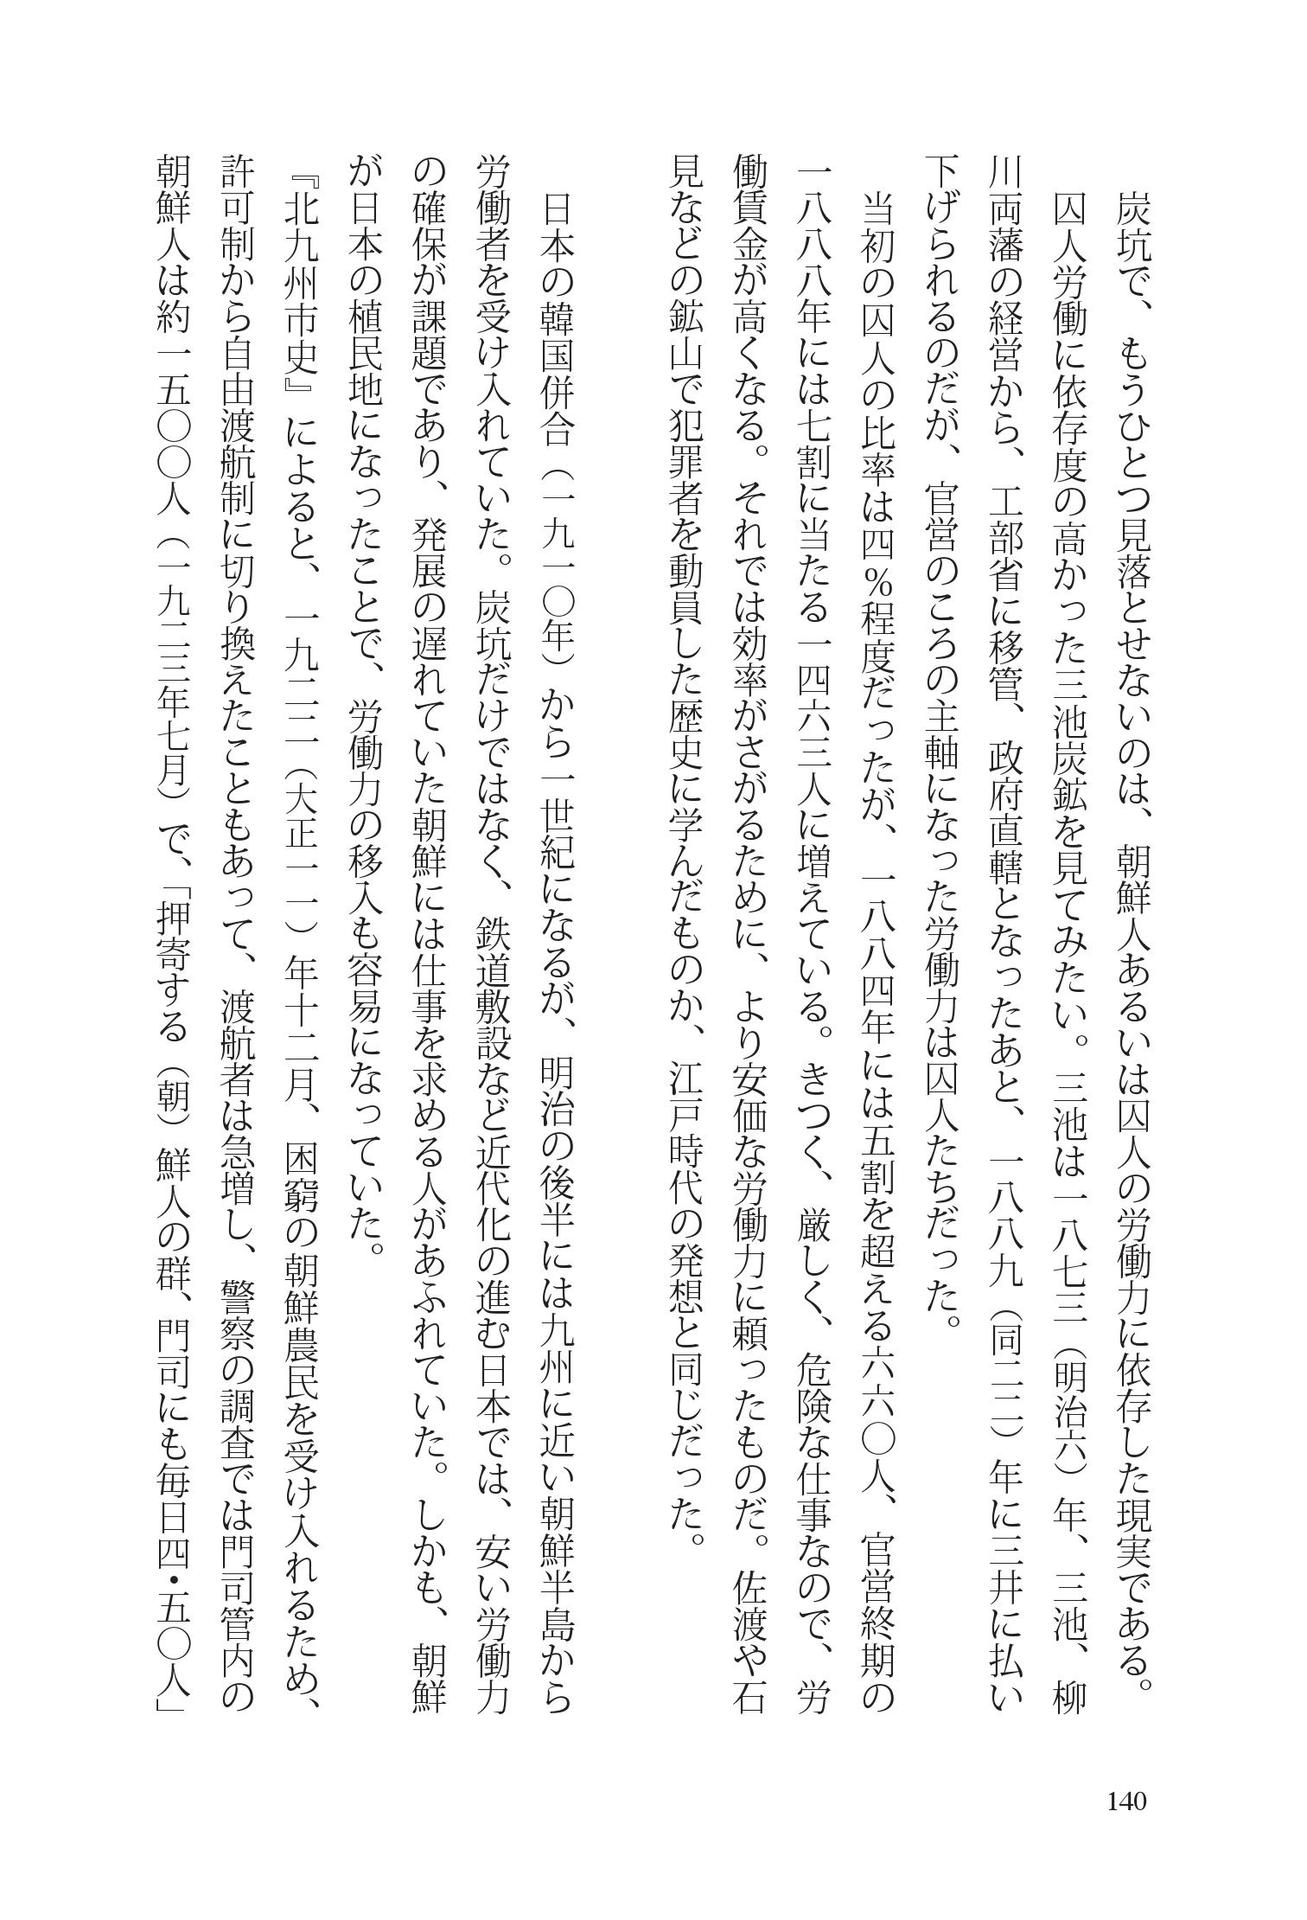 炭坑で、もうひとつ見落とせないのは、朝鮮人あるいは囚人の労働力に依存した現実である。
囚人労働に依存度の高かった三池炭鉱を見てみたい。三池は一八七三（明治六）年、三池、柳
川両藩の経営から、工部省に移管、政府直轄となったあと、一八八九（同二二）年に三井に払い
下げられるのだが、官営のころの主軸になった労働力は囚人たちだった。
当初の囚人の比率は四％程度だったが、一八八四年には五割を超える六六〇人、官営終期の
一八八八年には七割に当たる一四六三人に増えている。きつく、厳しく、危険な仕事なので、労
働賃金が高くなる。それでは効率がさがるために、より安価な労働力に頼ったものだ。佐渡や石
見などの鉱山で犯罪者を動員した歴史に学んだものか、江戸時代の発想と同じだった。
日本の韓国併合（一九一〇年）から一世紀になるが、明治の後半には九州に近い朝鮮半島から
労働者を受け入れていた。炭坑だけではなく、鉄道敷設など近代化の進む日本では、安い労働力
の確保が課題であり、発展の遅れていた朝鮮には仕事を求める人があふれていた。しかも、朝鮮
が日本の植民地になったことで、労働力の移入も容易になっていた。
『北九州市史』によると、一九二二（大正一一）年十二月、困窮の朝鮮農民を受け入れるため、
許可制から自由渡航制に切り換えたこともあって、渡航者は急増し、警察の調査では門司管内の
朝鮮人は約一五〇〇人（一九二三年七月）で、「押寄する（朝）鮮人の群、門司にも毎日四・五〇人」
140